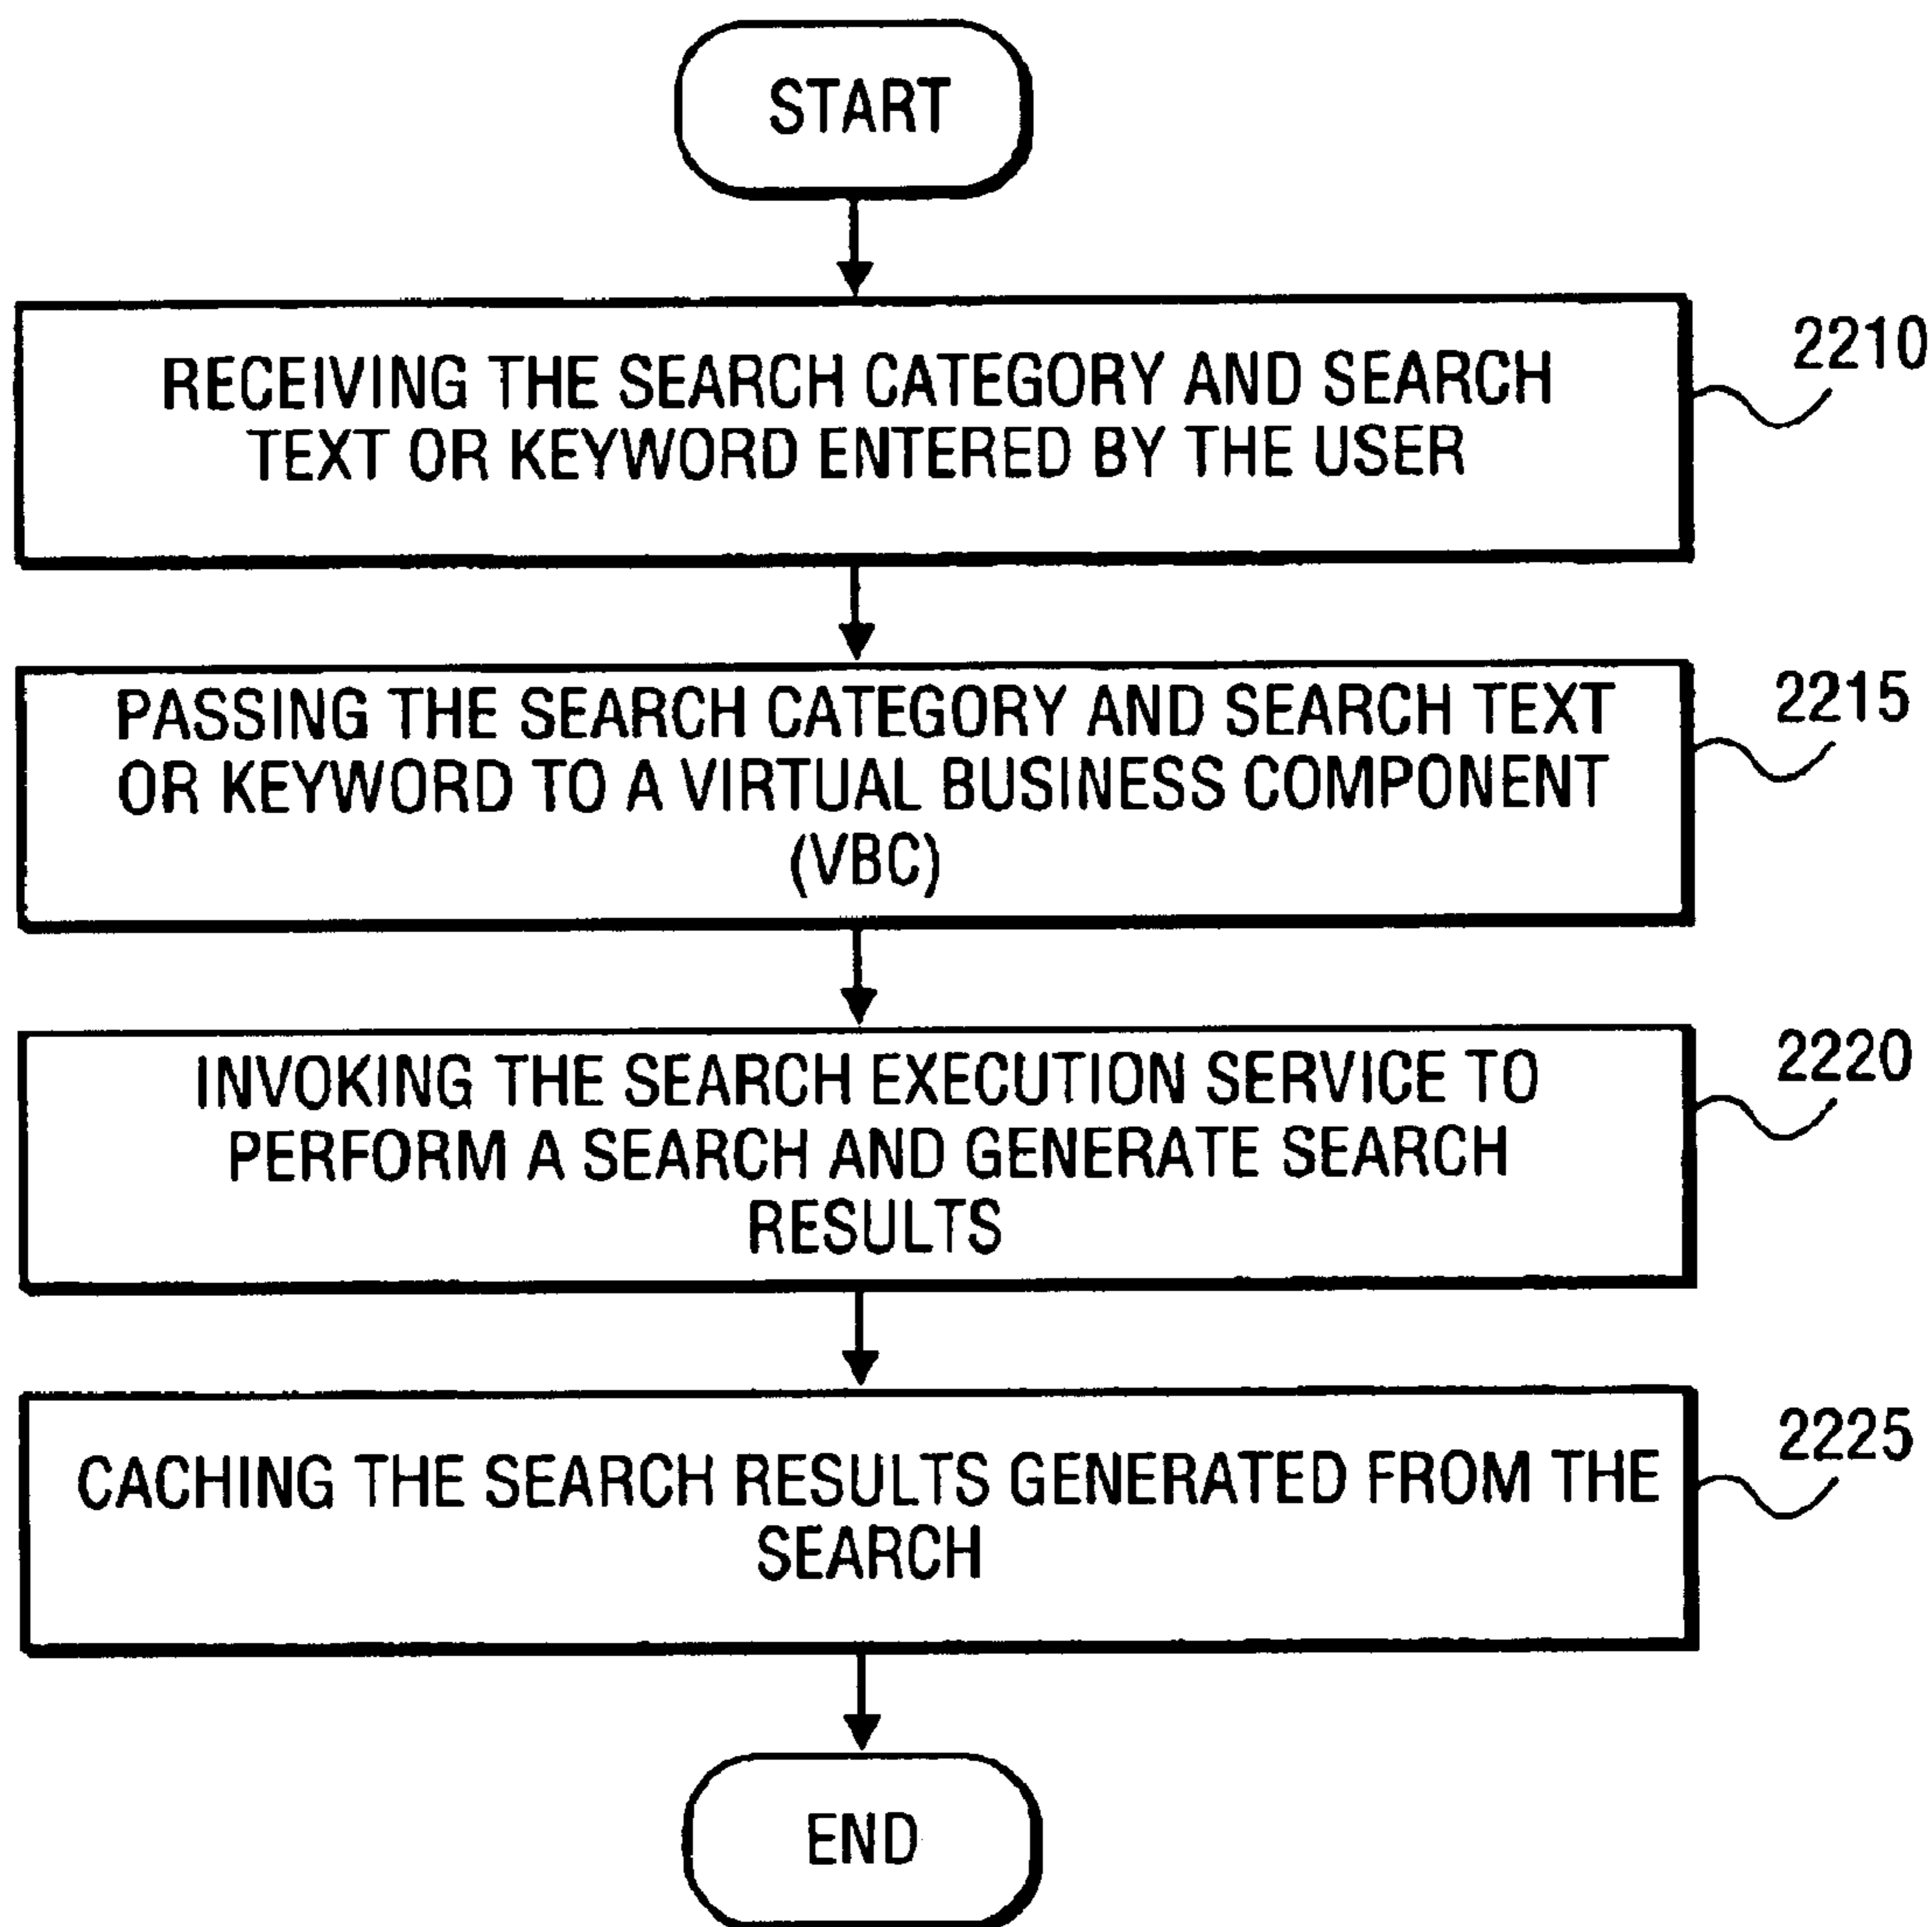 START
RECEIVING THE SEARCH CATEGORY AND SEARCH
TEXT OR KEYWORD ENTERED BY THE USER
2210
PASSING THE SEARCH CATEGORY AND SEARCH TEXT
OR KEYWORD TO A VIRTUAL BUSINESS COMPONENT
(VBC)
2215
INVOKING THE SEARCH EXECUTION SERVICE TO
PERFORM A SEARCH AND GENERATE SEARCH
RESULTS
2220
CACHING THE SEARCH RESULTS GENERATED FROM THE
SEARCH
2225
END